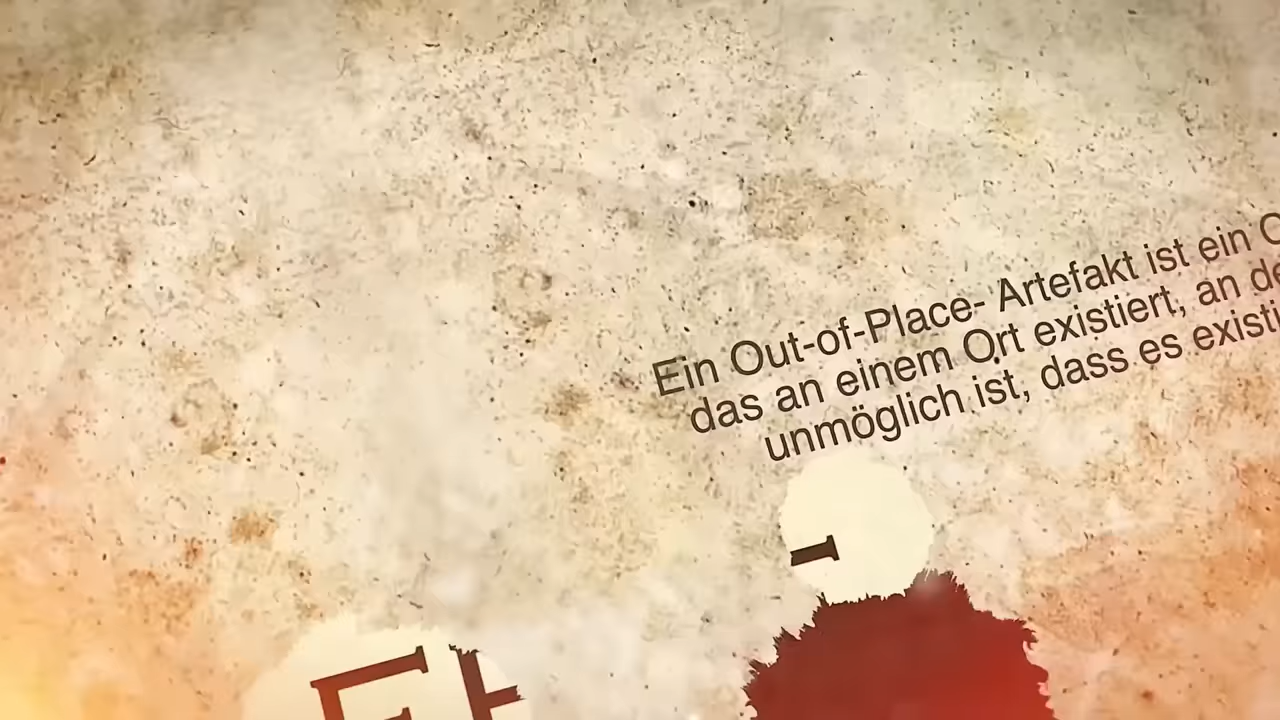 Ein Out-of-Place- Artefakt ist ein
das an einem Ort existiert, an
unmöglich ist, dass es